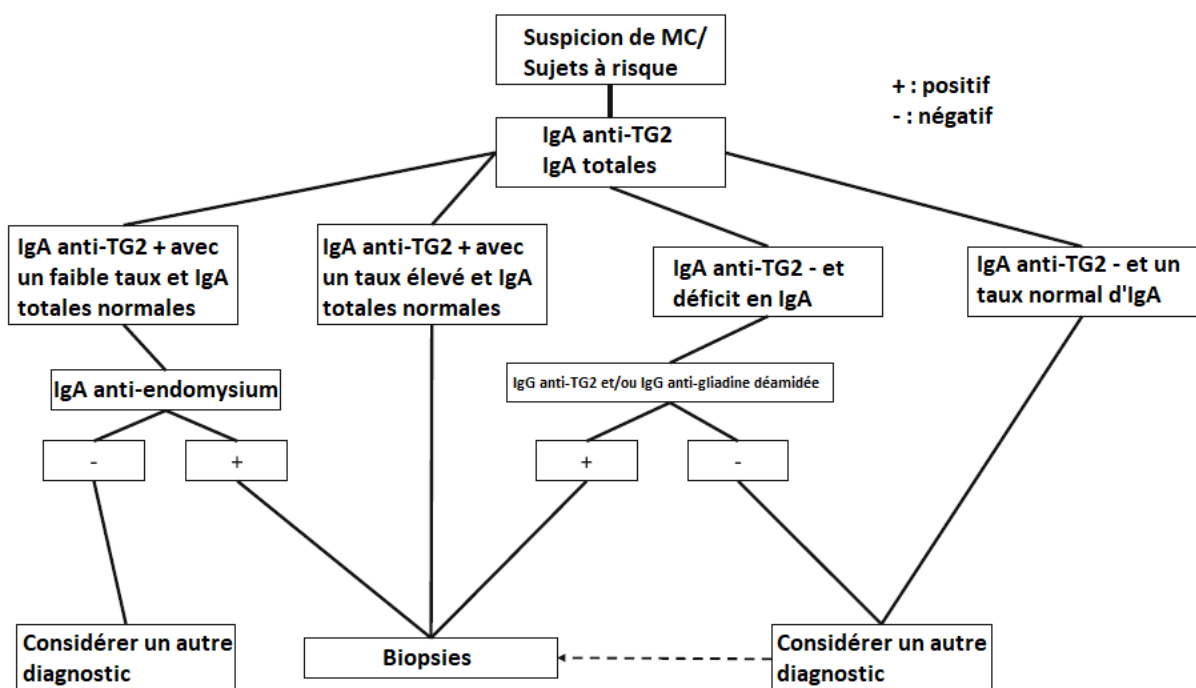 Suspicion de MC/
Sujets à risque
+ : positif
- : négatif
IgA anti-TG2
IgA totales
IgA anti-TG2 + avec
un faible taux et IgA
totales normales
IgA anti-TG2 + avec
un taux élevé et IgA
totales normales
IgA anti-TG2 - et
déficit en IgA
IgA anti-TG2 - et un
taux normal d'IgA
IgA anti-endomysium
IgG anti-TG2 et/ou IgG anti-gliadine déamidée
-
+
+
-
Considérer un autre
diagnostic
Biopsies
Considérer un autre
diagnostic